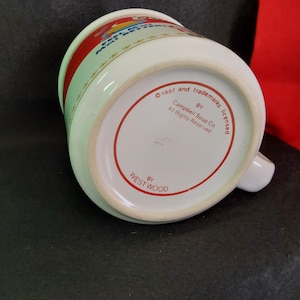 ©1997 and trademarks licensed
BY
Campbell Soup Co.
All Rights Reserved
BY
WESTWOOD